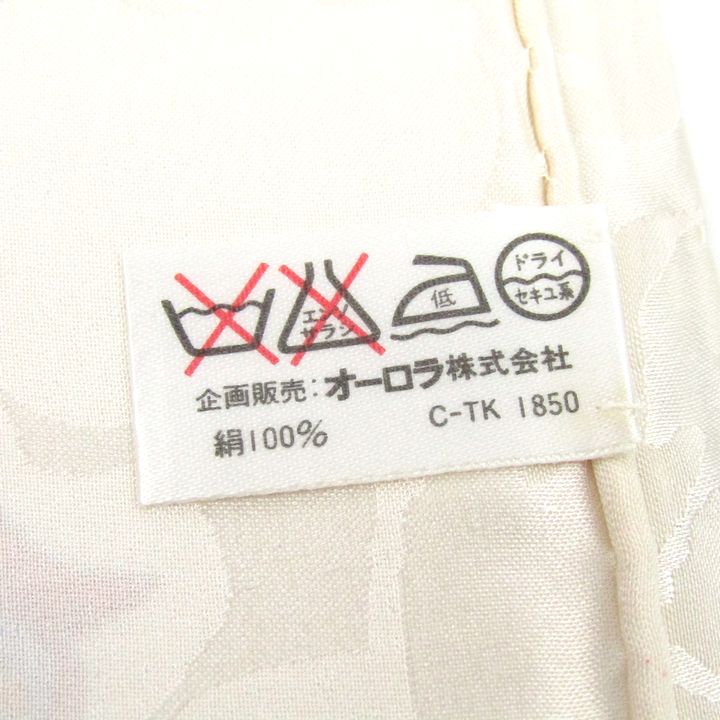 エンソ
サラシ
低
ドライ
セキユ系
企画販売:オーロラ株式会社
絹100% C-TK 1850